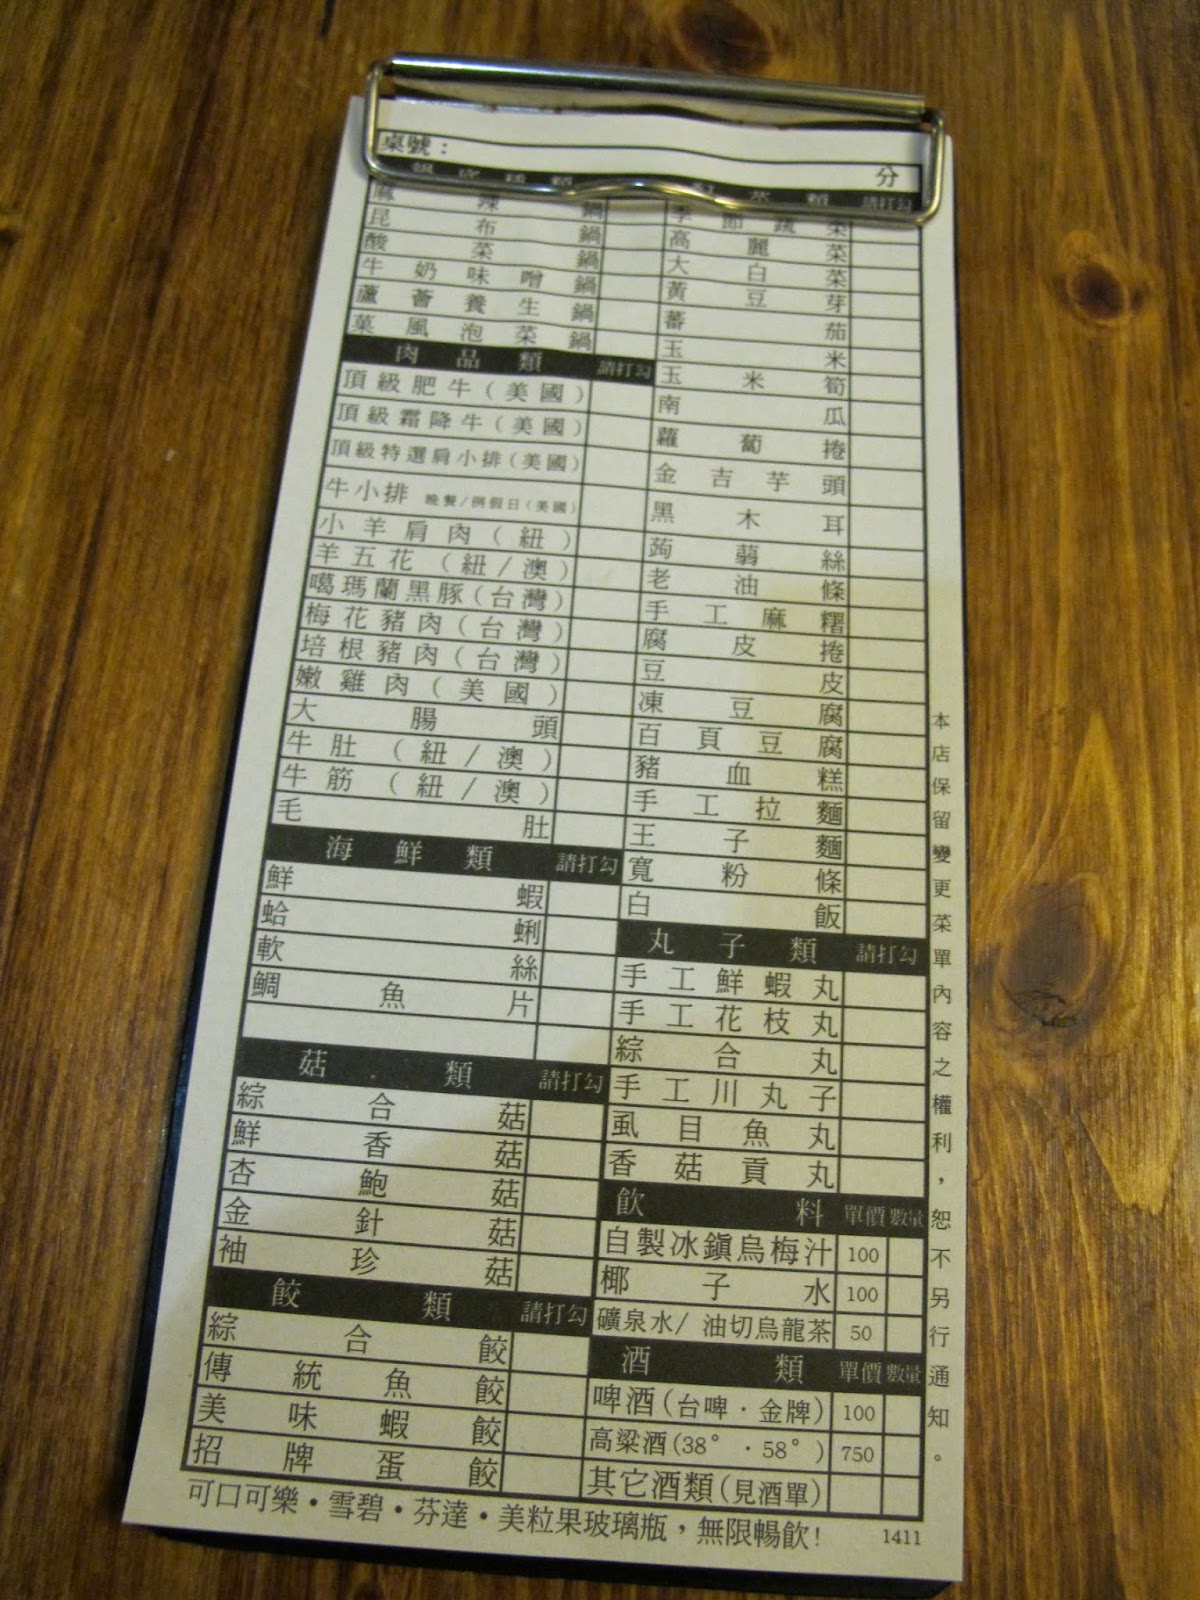 桌號：
分
鍋底種類
麻辣鍋
昆布鍋
酸菜鍋
牛奶味噌鍋
蘆薈養生鍋
菓風泡菜鍋
肉品類 請打勾
頂級肥牛(美國)
頂級霜降牛(美國)
頂級特選肩小排(美國)
牛小排 晚餐/例假日(美國)
小羊肩肉(紐)
羊五花(紐/澳)
噶瑪蘭黑豚(台灣)
梅花豬肉(台灣)
培根豬肉(台灣)
嫩雞肉(美國)
大腸頭
牛肚(紐/澳)
牛筋(紐/澳)
毛肚
海鮮類 請打勾
鮮蝦
蛤蜊
軟絲
鯛魚片
菇類 請打勾
綜合菇
鮮香菇
杏鮑菇
金針菇
袖珍菇
餃類 請打勾
綜合餃
傳統魚餃
美味蝦餃
招牌蛋餃
配菜類 請打勾
季節蔬菜
高麗菜
大白菜
黃豆芽
蕃茄
玉米
玉米筍
南瓜
蘿蔔捲
金吉芋頭
黑木耳
蒟蒻絲
老油條
手工麻糬
腐皮捲
豆皮
凍豆腐
百頁豆腐
豬血糕
手工拉麵
王子麵
寬粉條
白飯
丸子類 請打勾
手工鮮蝦丸
手工花枝丸
綜合丸
手工川丸子
虱目魚丸
香菇貢丸
飲料 單價 數量
自製冰鎮烏梅汁 100
椰子水 100
礦泉水/油切烏龍茶 50
酒類 單價 數量
啤酒(台啤・金牌) 100
高粱酒(38°・58°) 750
其它酒類(見酒單)
本店保留變更菜單內容之權利，恕不另行通知。
可口可樂・雪碧・芬達・美粒果玻璃瓶，無限暢飲!
1411